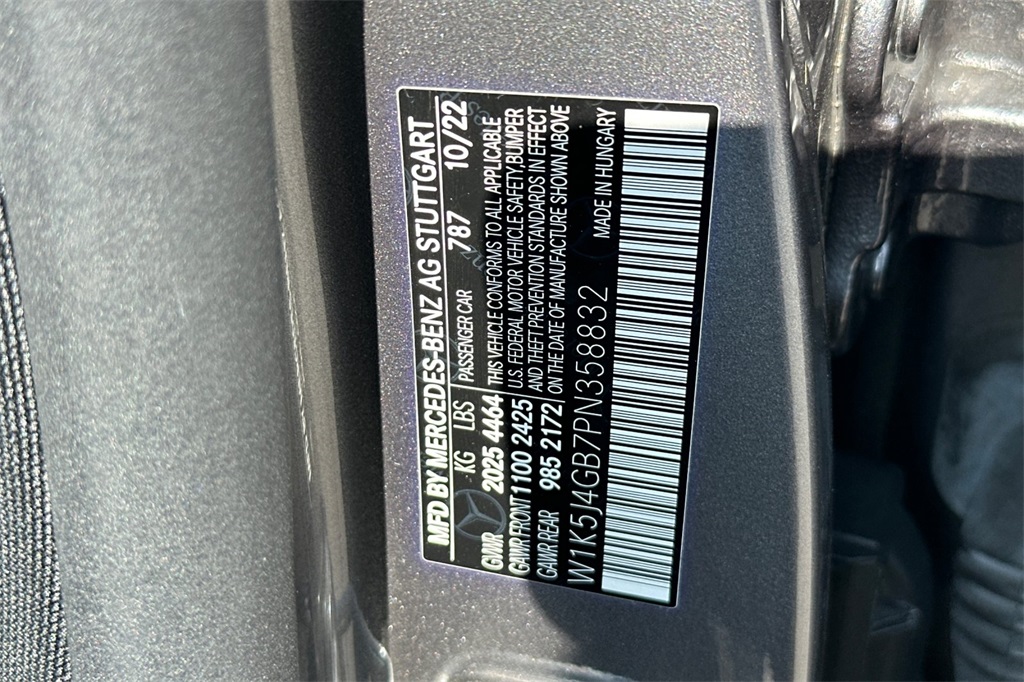 MFD BY MERCEDES-BENZ AG STUTTGART
787 10/22
KG LBS PASSENGER CAR
GWR 2025 4464 THIS VEHICLE CONFORMS TO ALL APPLICABLE
GAWR FRONT 1100 2425 U.S. FEDERAL MOTOR VEHICLE SAFETY, BUMPER
AND THEFT PREVENTION STANDARDS IN EFFECT
GAWR REAR 985 2172 ON THE DATE OF MANUFACTURE SHOWN ABOVE
W1K5J4GB7PN358832 MADE IN HUNGARY